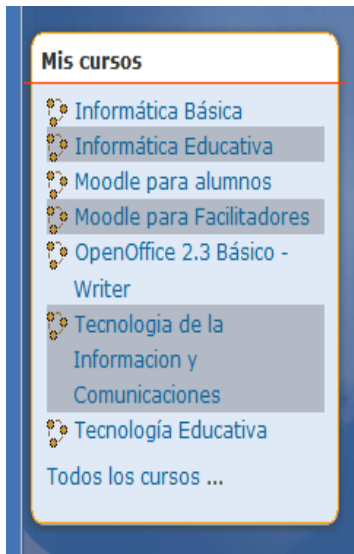 Mis cursos
Informática Básica
Informática Educativa
Moodle para alumnos
Moodle para Facilitadores
OpenOffice 2.3 Básico -
Writer
Tecnologia de la
Informacion y
Comunicaciones
Tecnología Educativa
Todos los cursos ...